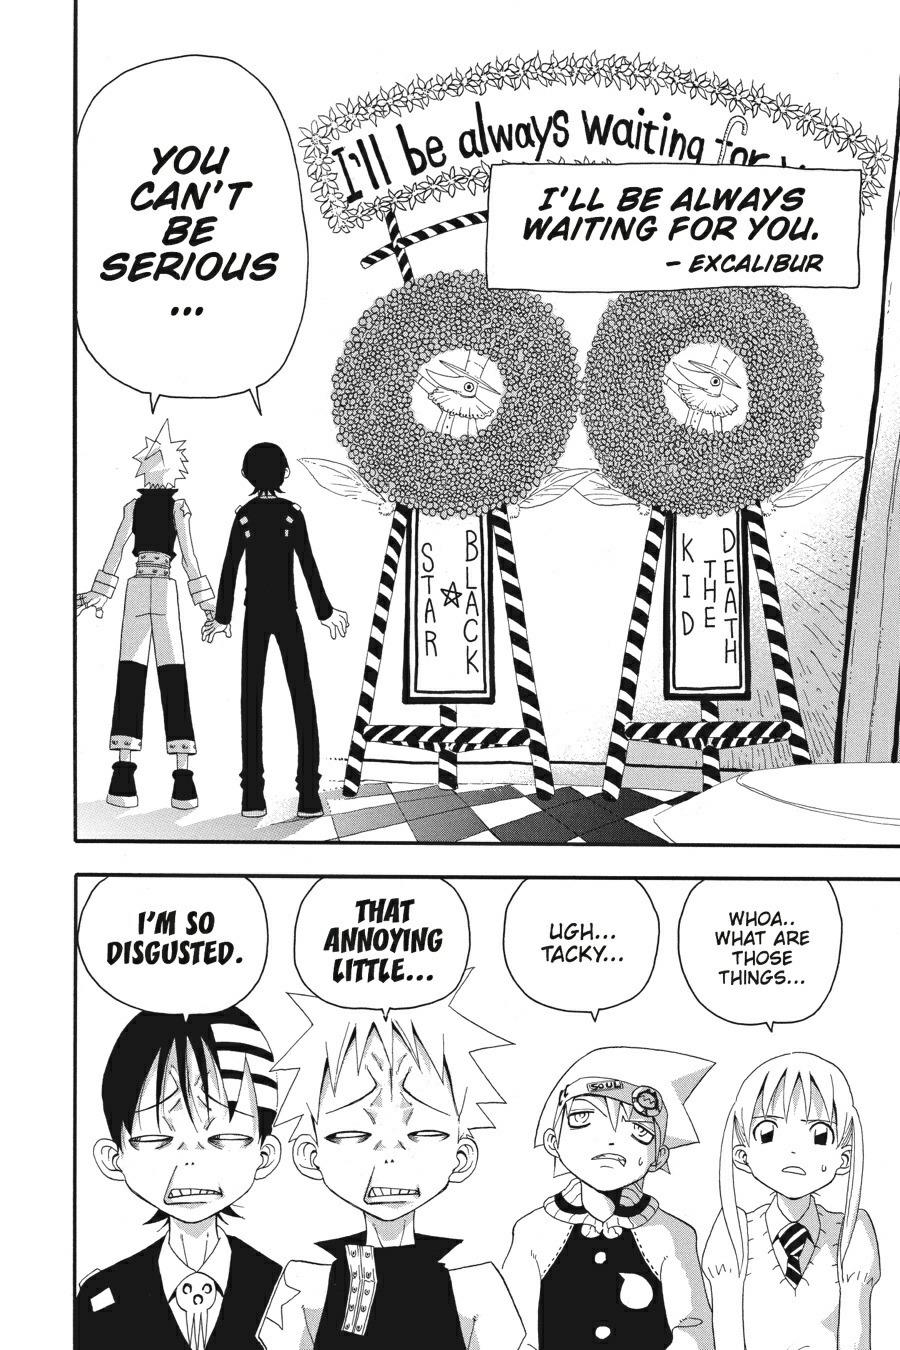 YOU
CAN'T
BE
SERIOUS
...
I'll be always waiting for
I'LL BE ALWAYS
WAITING FOR YOU.
- EXCALIBUR
BLACK
STAR
DEATH
THE
KID
I'M SO
DISGUSTED.
THAT
ANNOYING
LITTLE...
UGH...
TACKY...
WHOA..
WHAT ARE
THOSE
THINGS...
SOUL